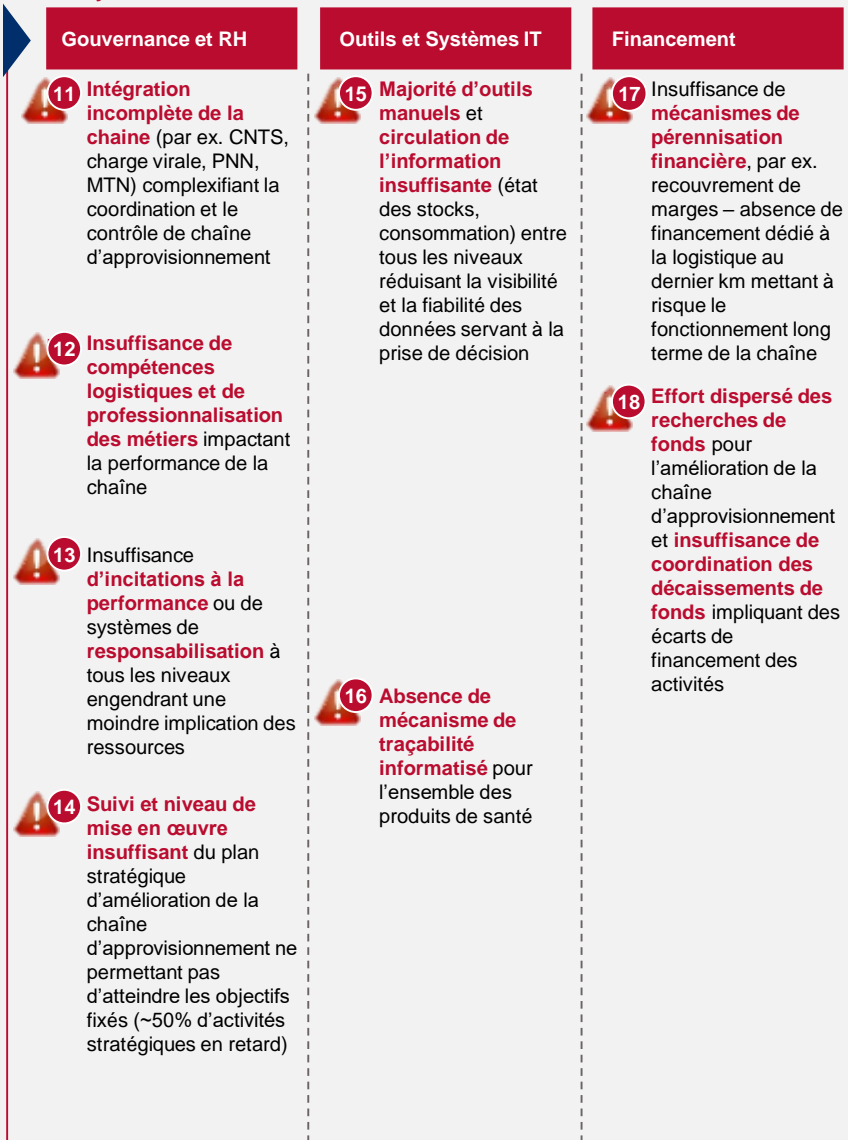 Gouvernance et RH
11
Intégration
incomplète de la
chaine (par ex. CNTS,
charge virale, PNN,
MTN) complexifiant la
coordination et le
contrôle de chaîne
d'approvisionnement
12
Insuffisance de
compétences
logistiques et de
professionnalisation
des métiers impactant
la performance de la
chaîne
13
Insuffisance
d'incitations à la
performance ou de
systèmes de
responsabilisation à
tous les niveaux
engendrant une
moindre implication des
ressources
14
Suivi et niveau de
mise en œuvre
insuffisant du plan
stratégique
d'amélioration de la
chaîne
d'approvisionnement ne
permettant pas
d'atteindre les objectifs
fixés (~50% d'activités
stratégiques en retard)
Outils et Systèmes IT
15
Majorité d'outils
manuels et
circulation de
l'information
insuffisante (état
des stocks,
consommation) entre
tous les niveaux
réduisant la visibilité
et la fiabilité des
données servant à la
prise de décision
16
Absence de
mécanisme de
traçabilité
informatisé pour
l'ensemble des
produits de santé
Financement
17
Insuffisance de
mécanismes de
pérennisation
financière, par ex.
recouvrement de
marges – absence de
financement dédié à
la logistique au
dernier km mettant à
risque le
fonctionnement long
terme de la chaîne
18
Effort dispersé des
recherches de
fonds pour
l'amélioration de la
chaîne
d'approvisionnement
et insuffisance de
coordination des
décaissements de
fonds impliquant des
écarts de
financement des
activités